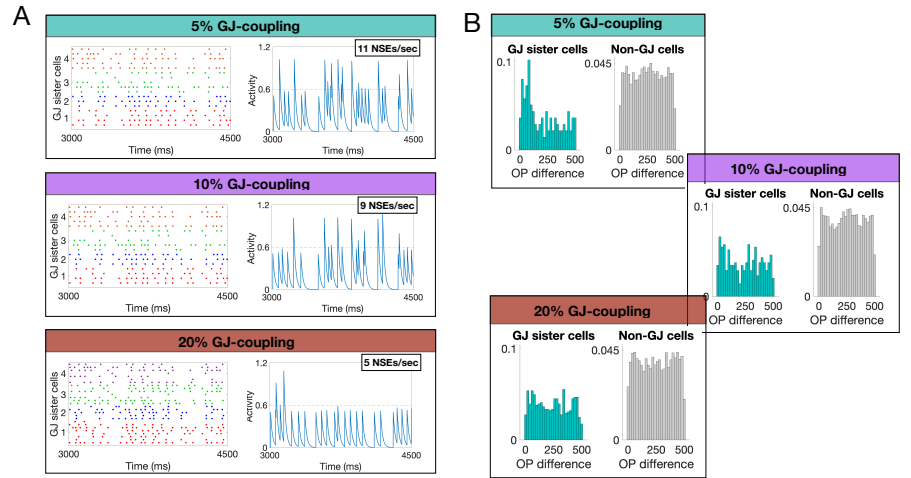 A
5% GJ-coupling
GJ sister cells
4
3
2
1
3000
4500
Time (ms)
11 NSEs/sec
Activity
1.2
0.6
0
3000
4500
Time (ms)
10% GJ-coupling
GJ sister cells
4
3
2
1
3000
4500
Time (ms)
9 NSEs/sec
Activity
1.2
0.6
0
3000
4500
Time (ms)
20% GJ-coupling
GJ sister cells
4
3
2
1
3000
4500
Time (ms)
5 NSEs/sec
Activity
1.2
0.6
0
3000
4500
Time (ms)
B
5% GJ-coupling
GJ sister cells
0.1
0
0 250 500
OP difference
Non-GJ cells
0.045
0
0 250 500
OP difference
10% GJ-coupling
GJ sister cells
0.1
0
0 250 500
OP difference
Non-GJ cells
0.045
0
0 250 500
OP difference
20% GJ-coupling
GJ sister cells
0.1
0
0 250 500
OP difference
Non-GJ cells
0.045
0
0 250 500
OP difference